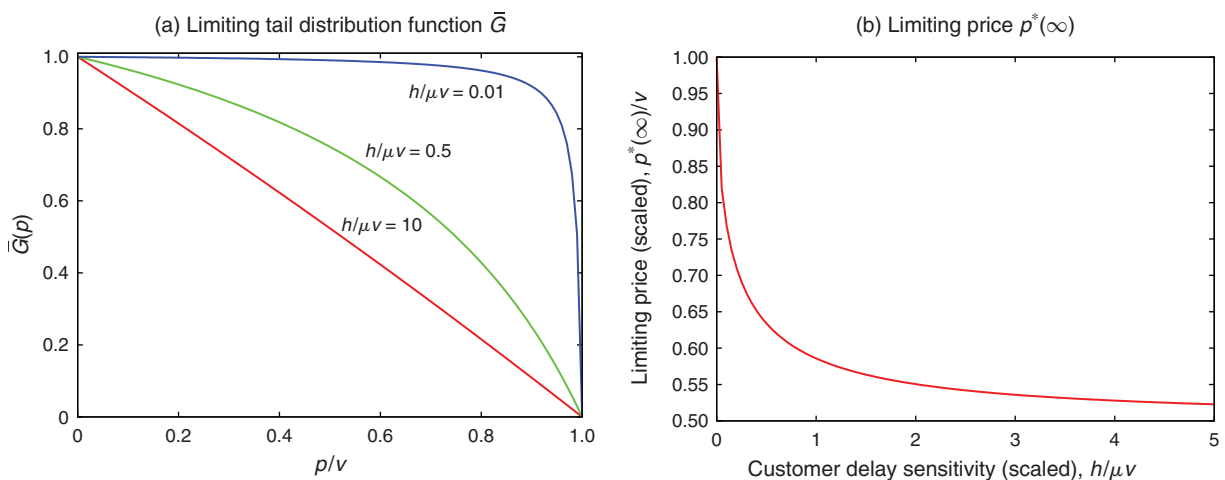 (a) Limiting tail distribution function G̅
1.0
0.8
0.6
0.4
0.2
0
G̅(p)
h/μv = 0.01
h/μv = 0.5
h/μv = 10
0 0.2 0.4 0.6 0.8 1.0
p/v
(b) Limiting price p*(∞)
1.00
0.95
0.90
0.85
0.80
0.75
0.70
0.65
0.60
0.55
0.50
Limiting price (scaled), p*(∞)/v
0 1 2 3 4 5
Customer delay sensitivity (scaled), h/μv